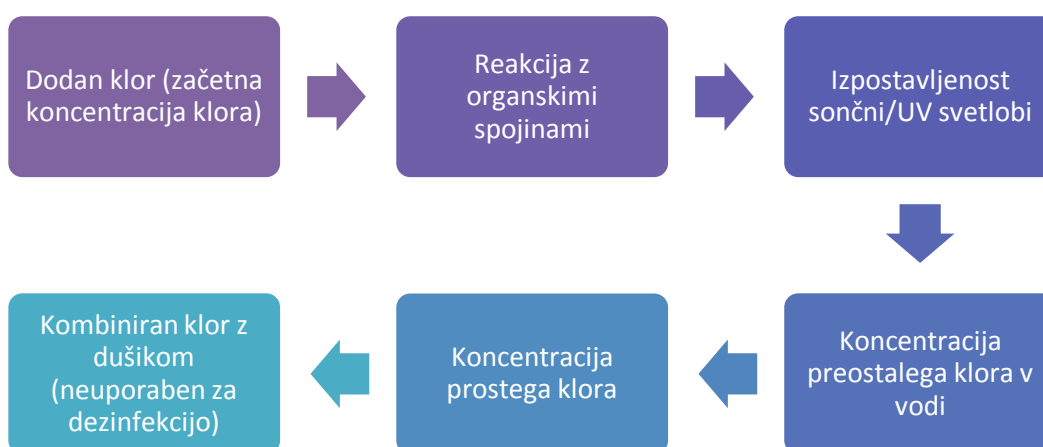 Dodan klor (začetna
koncentracija klora)
Reakcija z
organskimi
spojinami
Izpostavljenost
sončni/UV svetlobi
Koncentracija
preostalega klora v
vodi
Koncentracija
prostega klora
Kombiniran klor z
dušikom
(neuporaben za
dezinfekcijo)